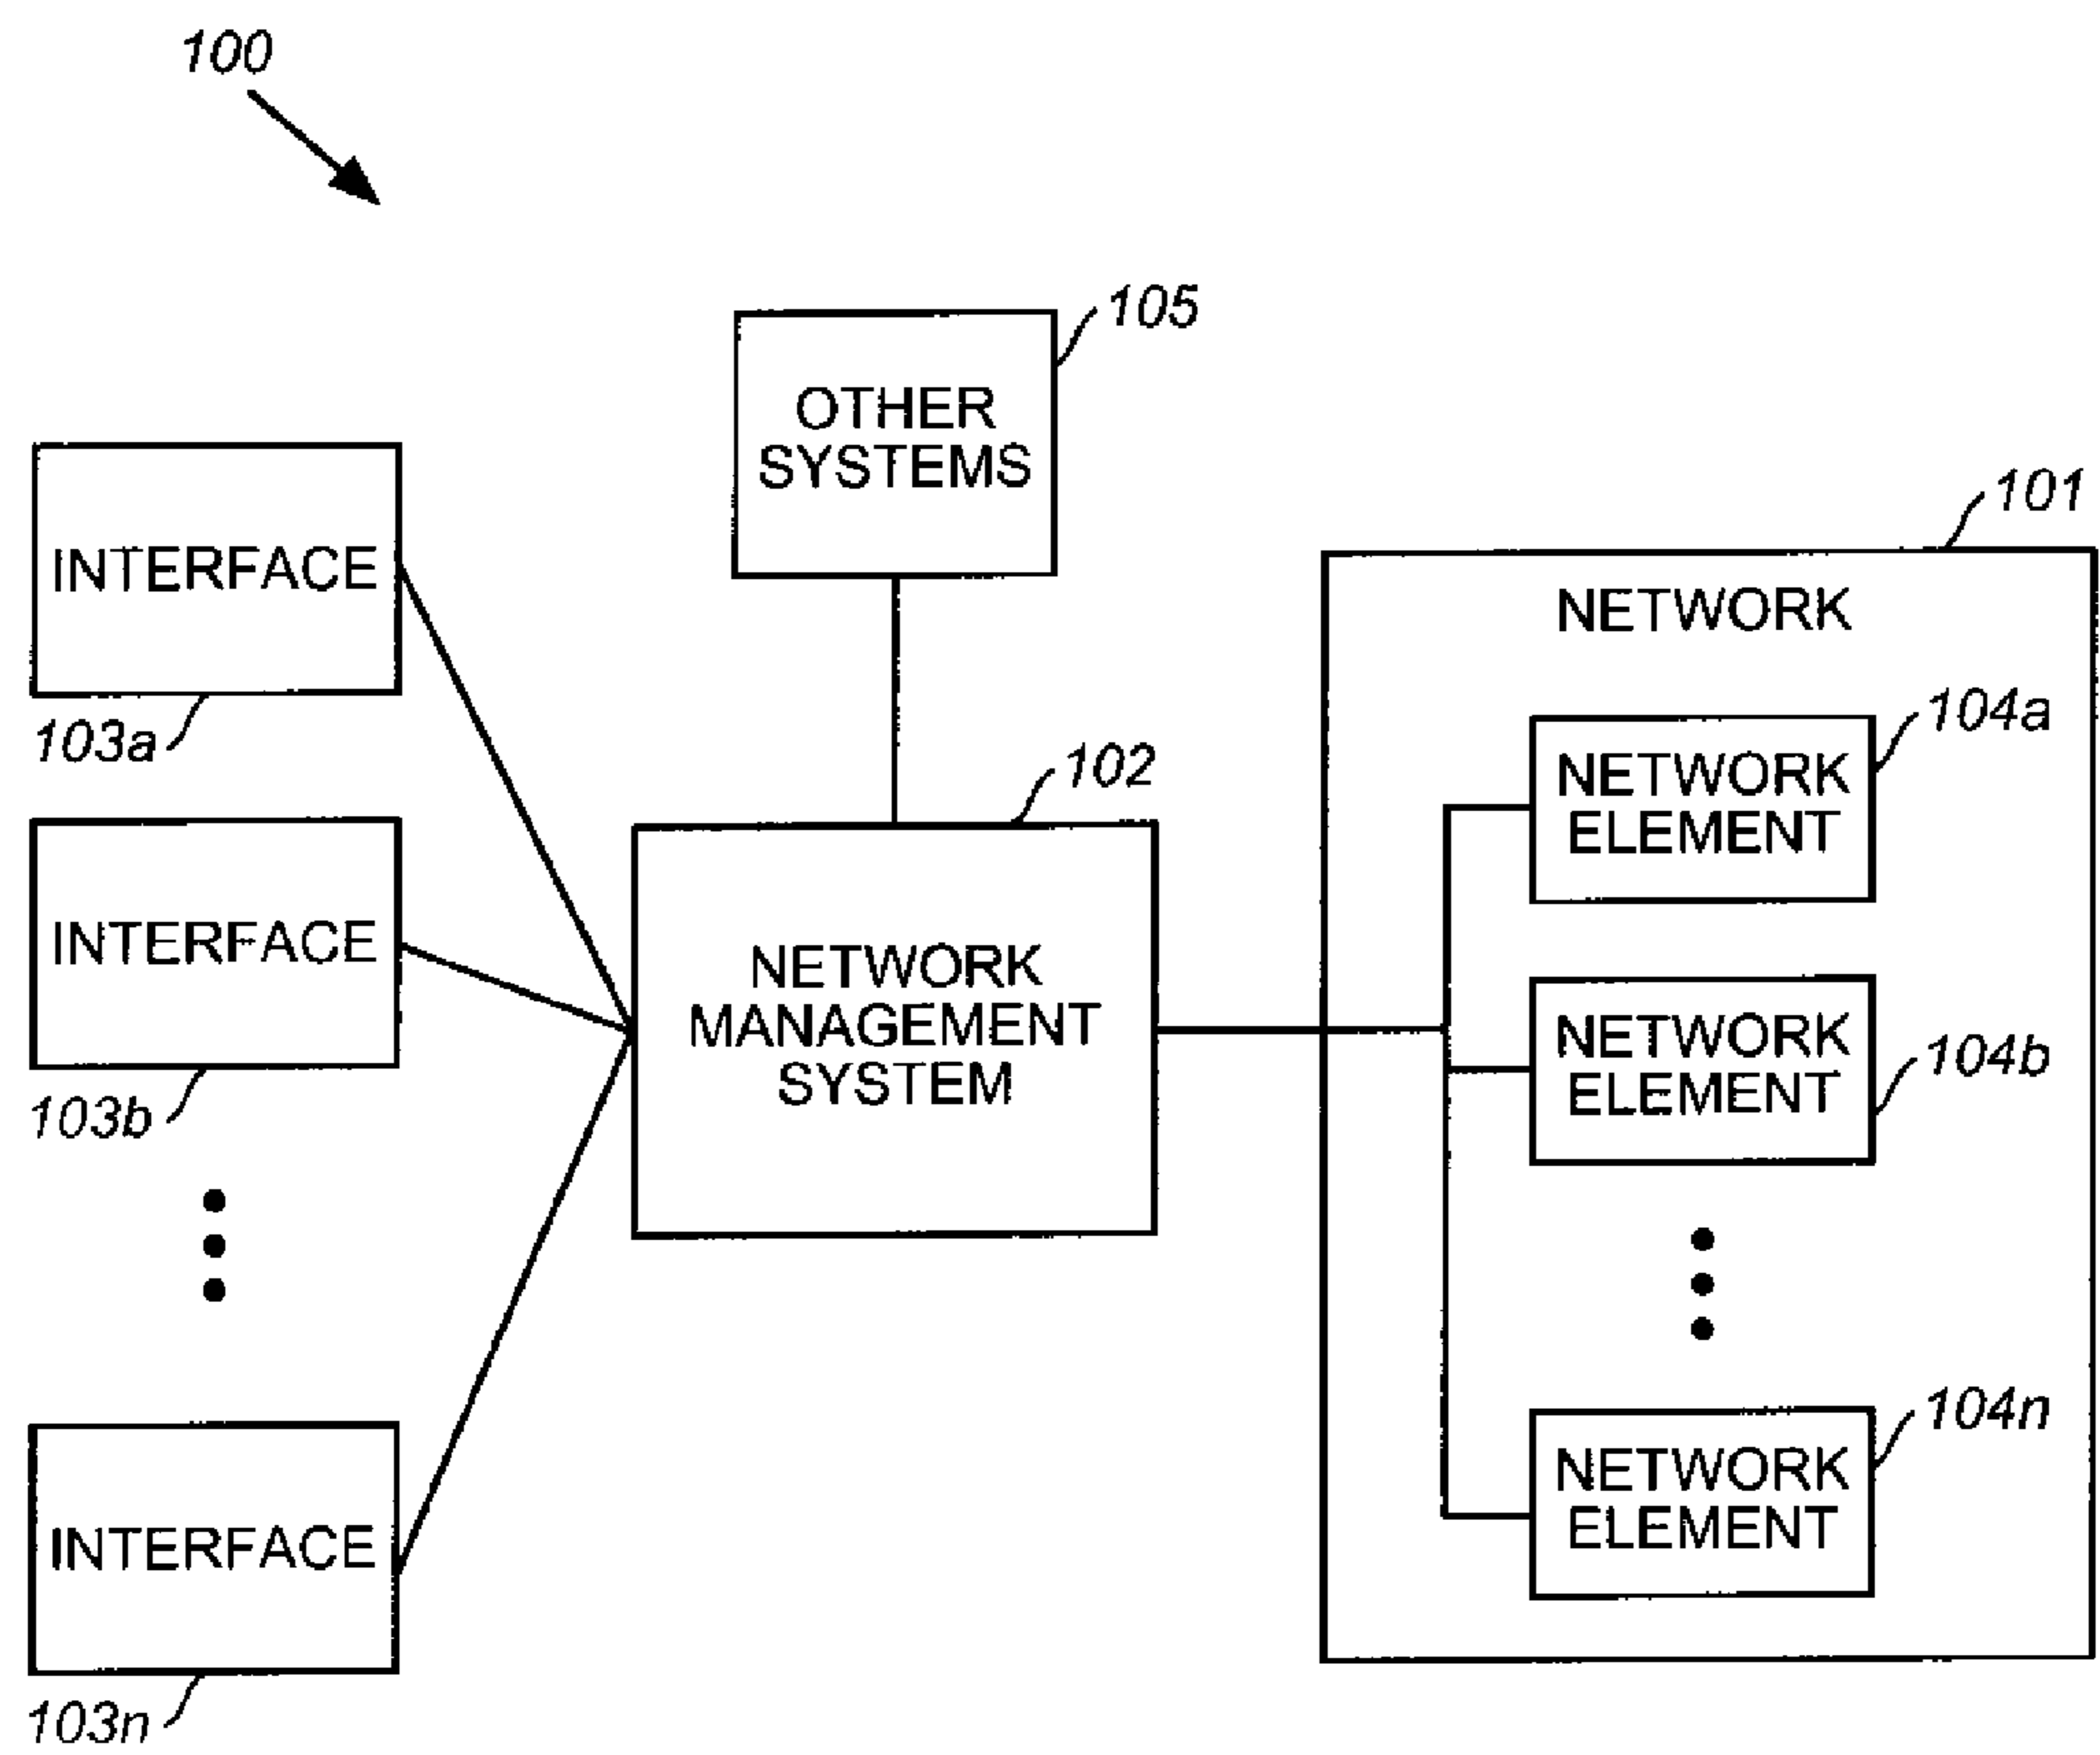 100
105
OTHER
SYSTEMS
101
INTERFACE
NETWORK
103a
104a
102
NETWORK
ELEMENT
INTERFACE
NETWORK
MANAGEMENT
SYSTEM
NETWORK
ELEMENT
104b
103b
104n
NETWORK
ELEMENT
INTERFACE
103n